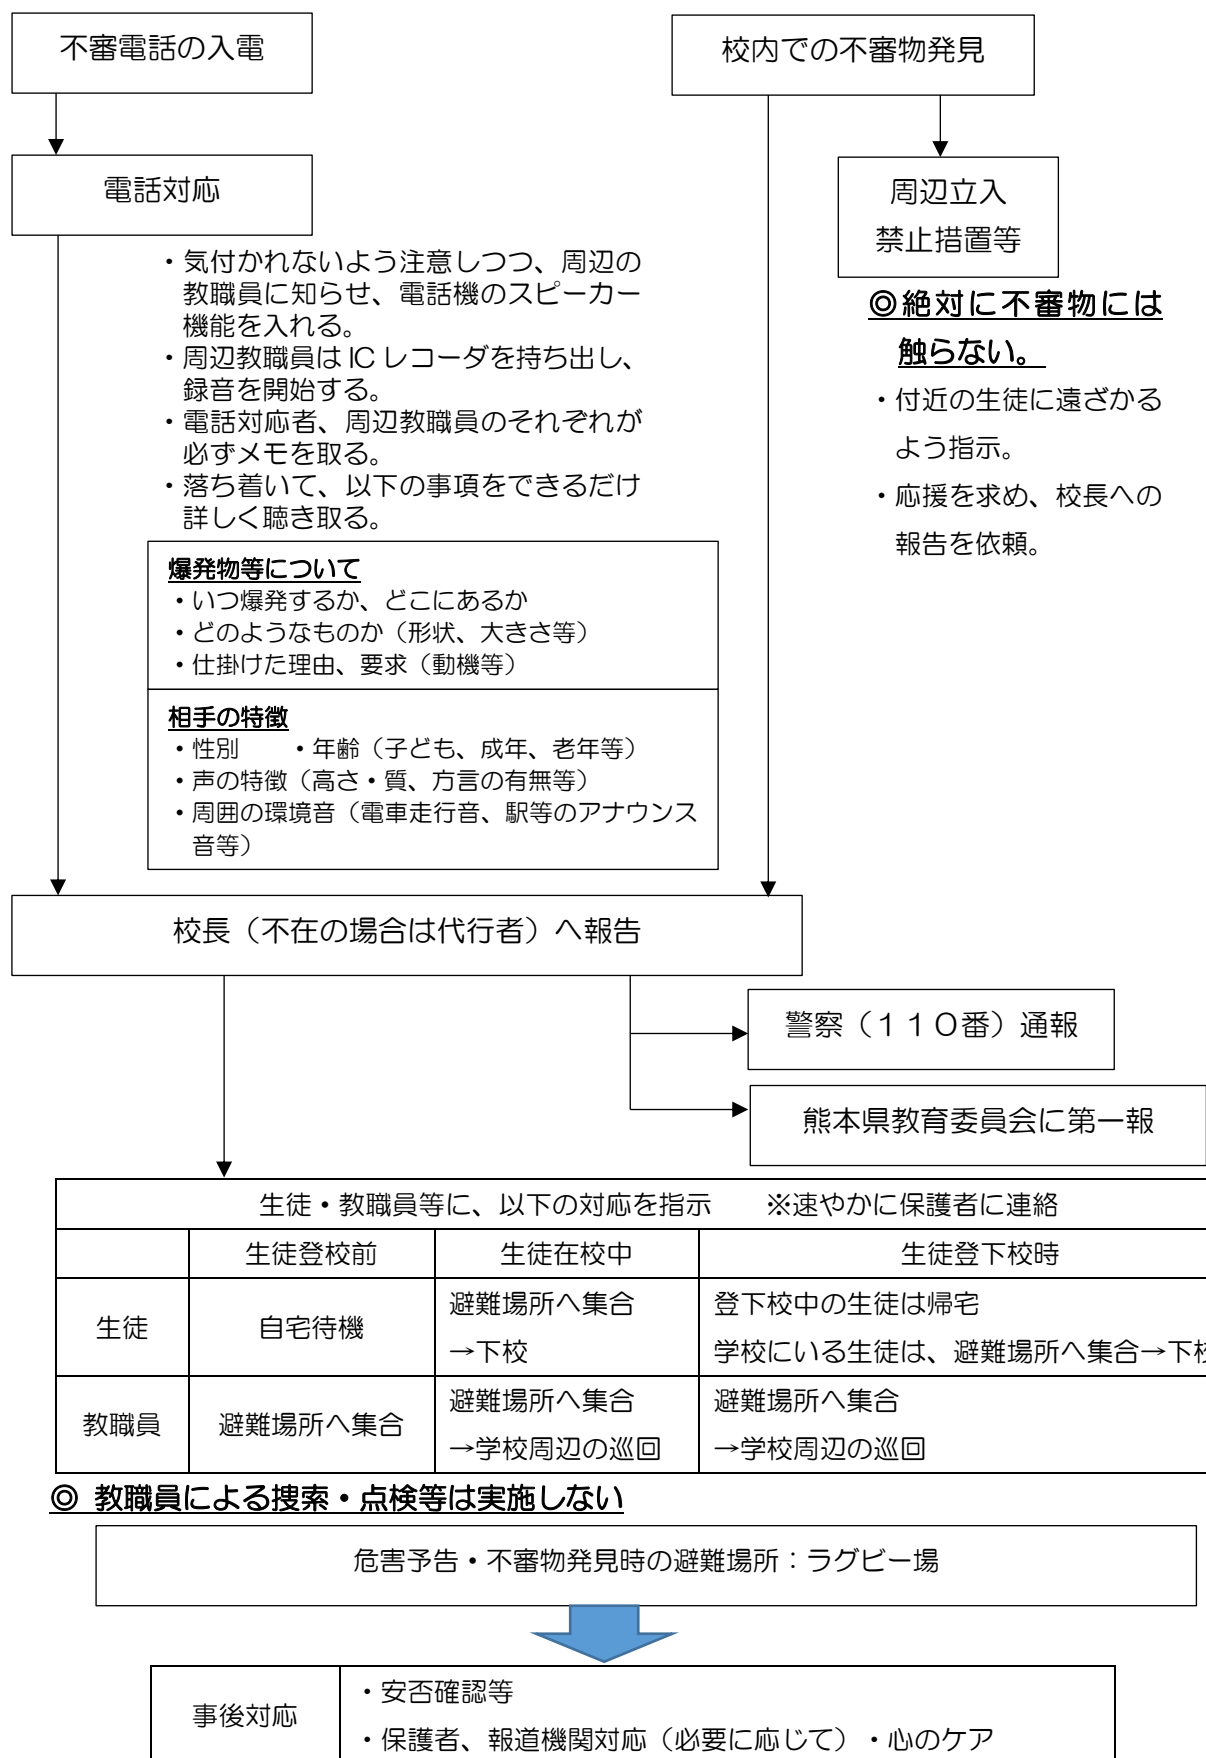 不審電話の入電
校内での不審物発見
電話対応
周辺立入
禁止措置等
・気付かれないよう注意しつつ、周辺の
教職員に知らせ、電話機のスピーカー
機能を入れる。
・周辺教職員は IC レコーダを持ち出し、
録音を開始する。
・電話対応者、周辺教職員のそれぞれが
必ずメモを取る。
・落ち着いて、以下の事項をできるだけ
詳しく聴き取る。
◎絶対に不審物には
触らない。
・付近の生徒に遠ざかる
よう指示。
・応援を求め、校長への
報告を依頼。
爆発物等について
・いつ爆発するか、どこにあるか
・どのようなものか（形状、大きさ等）
・仕掛けた理由、要求（動機等）
相手の特徴
・性別　　・年齢（子ども、成年、老年等）
・声の特徴（高さ・質、方言の有無等）
・周囲の環境音（電車走行音、駅等のアナウンス
音等）
校長（不在の場合は代行者）へ報告
警察（１１０番）通報
熊本県教育委員会に第一報
生徒・教職員等に、以下の対応を指示　　※速やかに保護者に連絡
生徒登校前　生徒在校中　生徒登下校時
生徒
自宅待機
避難場所へ集合
→下校
登下校中の生徒は帰宅
学校にいる生徒は、避難場所へ集合→下校
教職員
避難場所へ集合
避難場所へ集合
→学校周辺の巡回
避難場所へ集合
→学校周辺の巡回
◎ 教職員による捜索・点検等は実施しない
危害予告・不審物発見時の避難場所：ラグビー場
事後対応
・安否確認等
・保護者、報道機関対応（必要に応じて）・心のケア